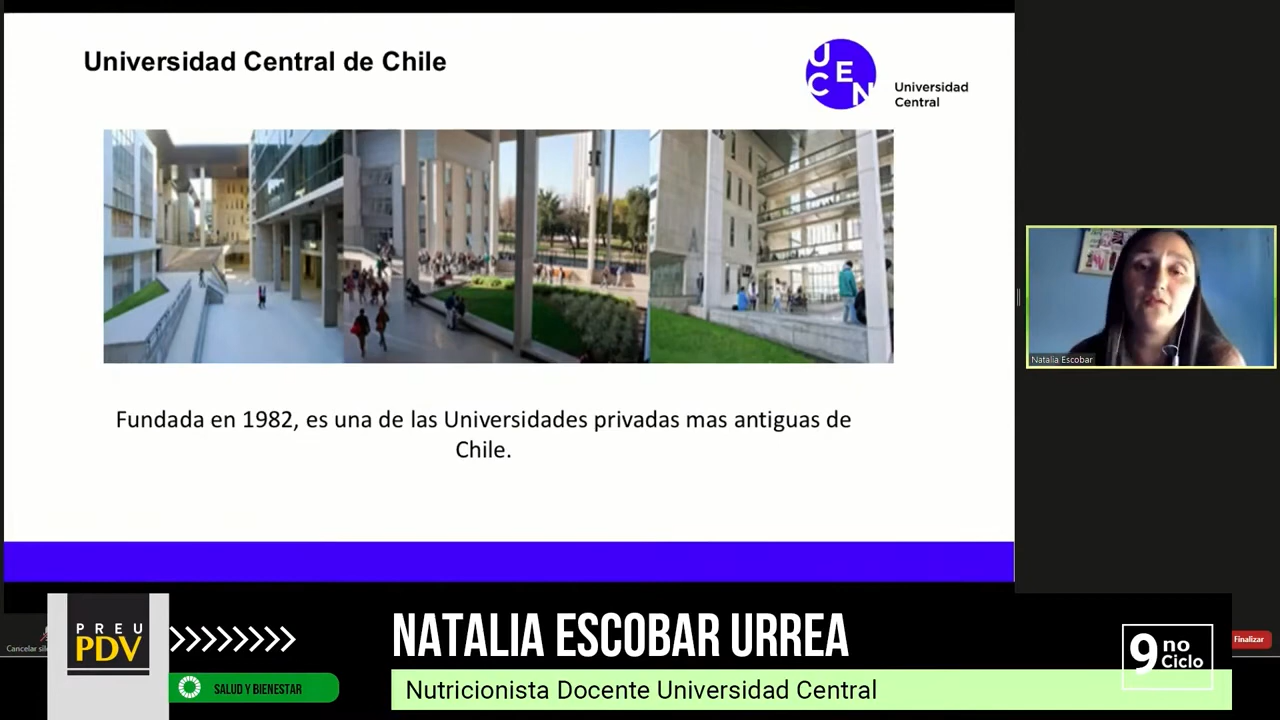 Universidad Central de Chile
U
C E
N
Universidad
Central
Fundada en 1982, es una de las Universidades privadas mas antiguas de
Chile.
Natalia Escobar
PREU
PDV
SALUD Y BIENESTAR
NATALIA ESCOBAR URREA
Nutricionista Docente Universidad Central
9 no
Ciclo
Finalizar
Cancelar